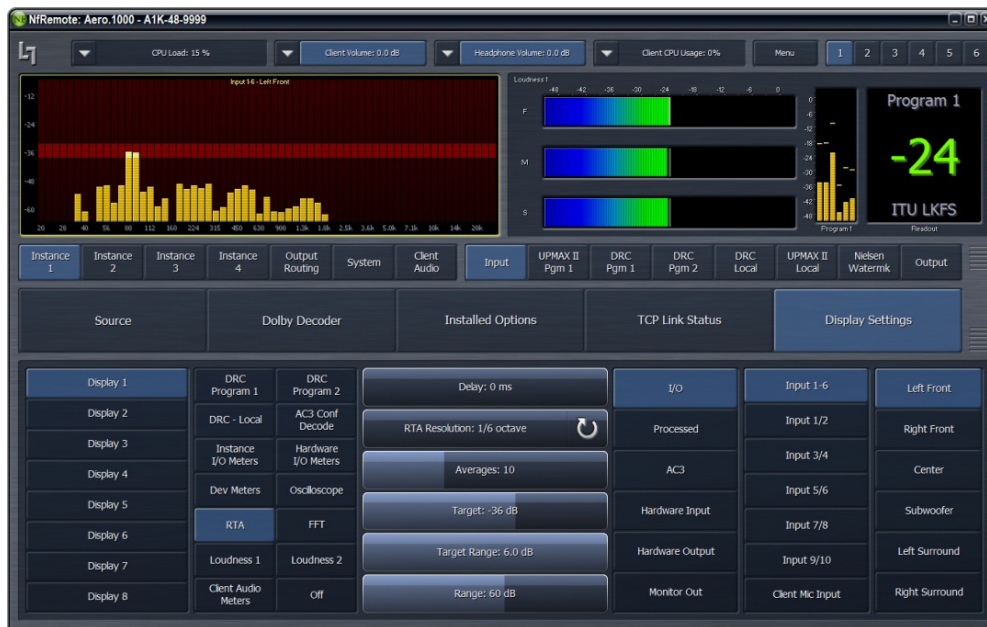 NfRemote: Aero.1000 - A1K-48-9999
CPU Load: 15 %
Client Volume: 0.0 dB
Headphone Volume: 0.0 dB
Client CPU Usage: 0%
Menu
1 2 3 4 5 6
Input 1-6 - Left Front
-12
-24
-36
-48
-60
20 28 40 56 80 112 160 224 315 450 630 900 1.3k 1.8k 2.5k 3.6k 5.0k 7.1k 10k 14k 20k
Loudness 1
-48 -42 -36 -30 -24 -18 -12 -6 0
F
M
S
0
-6
-12
-18
-24
-30
-36
-42
-48
Program 1
Program 1
-24
ITU LKFS
Readout
Instance 1
Instance 2
Instance 3
Instance 4
Output Routing
System
Client Audio
Input
UPMAX II Pgm 1
DRC Pgm 1
DRC Pgm 2
DRC Local
UPMAX II Local
Nielsen Watermk
Output
Source
Dolby Decoder
Installed Options
TCP Link Status
Display Settings
Display 1
Display 2
Display 3
Display 4
Display 5
Display 6
Display 7
Display 8
DRC Program 1
DRC Program 2
DRC - Local
AC3 Conf Decode
Instance I/O Meters
Hardware I/O Meters
Dev Meters
Oscilloscope
RTA
FFT
Loudness 1
Loudness 2
Client Audio Meters
Off
Delay: 0 ms
RTA Resolution: 1/6 octave
Averages: 10
Target: -36 dB
Target Range: 6.0 dB
Range: 60 dB
I/O
Processed
AC3
Hardware Input
Hardware Output
Monitor Out
Input 1-6
Input 1/2
Input 3/4
Input 5/6
Input 7/8
Input 9/10
Client Mic Input
Left Front
Right Front
Center
Subwoofer
Left Surround
Right Surround